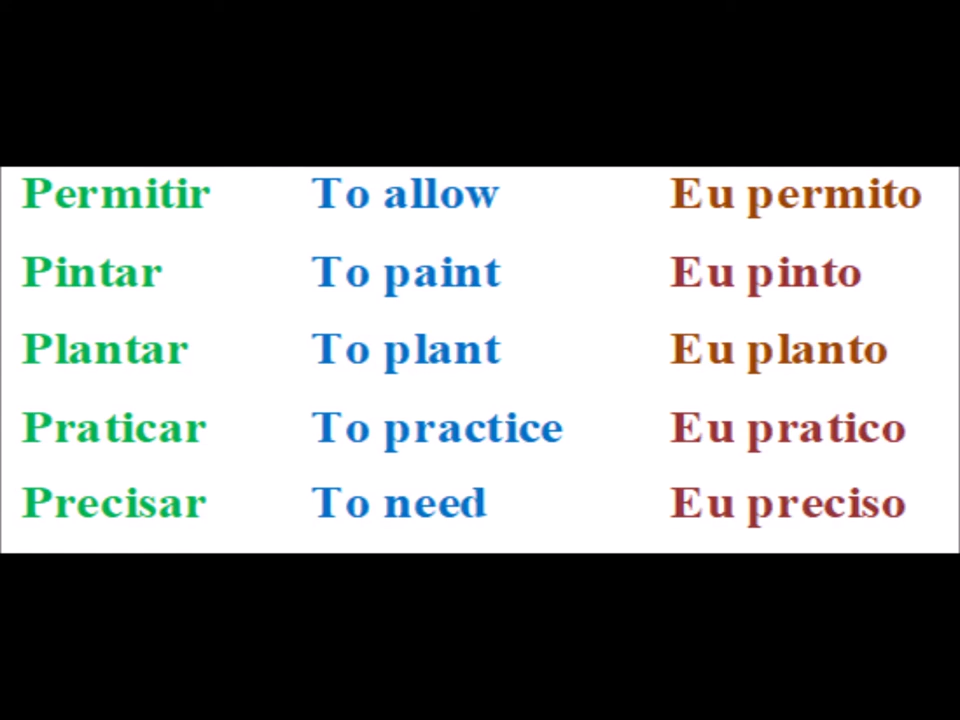 Permitir To allow Eu permito
Pintar To paint Eu pinto
Plantar To plant Eu planto
Praticar To practice Eu pratico
Precisar To need Eu preciso